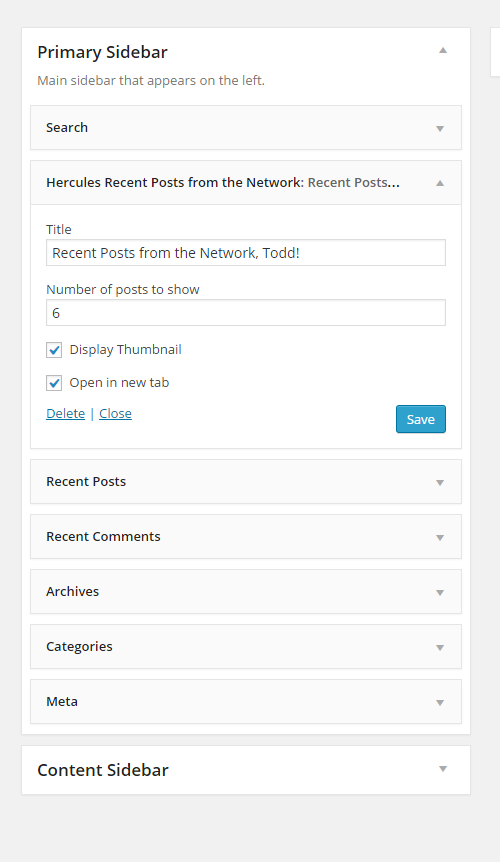 Primary Sidebar
Main sidebar that appears on the left.
Search
Hercules Recent Posts from the Network: Recent Posts...
Title
Recent Posts from the Network, Todd!
Number of posts to show
6
Display Thumbnail
Open in new tab
Delete | Close
Save
Recent Posts
Recent Comments
Archives
Categories
Meta
Content Sidebar